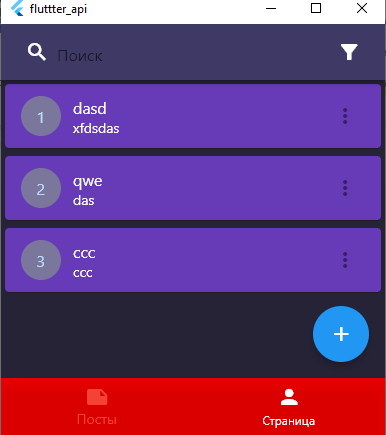 fluttter_api
Поиск
1
dasd
xfdsdas
2
qwe
das
3
ccc
ccc
Посты
Страница